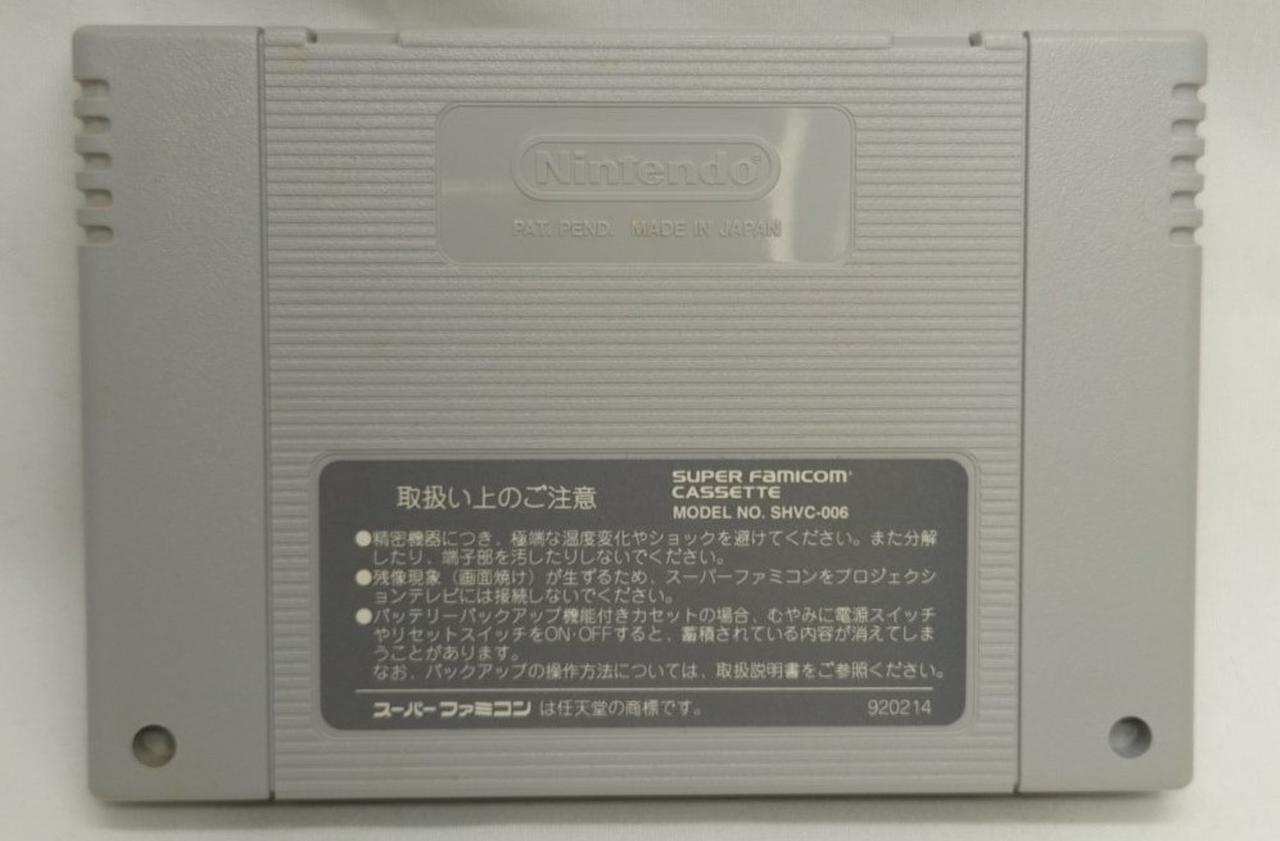 Nintendo®
PAT. PEND. MADE IN JAPAN
取扱い上のご注意
SUPER FAMICOM
CASSETTE
MODEL NO. SHVC-006
●精密機器につき、極端な温度変化やショックを避けてください。また分解
したり、端子部を汚したりしないでください。
●残像現象（画面焼け）が生ずるため、スーパーファミコンをプロジェクシ
ョンテレビには接続しないでください。
●バッテリーバックアップ機能付きカセットの場合、むやみに電源スイッチ
やリセットスイッチをON·OFFすると、蓄積されている内容が消えてしま
うことがあります。
なお、バックアップの操作方法については、取扱説明書をご参照ください。
スーパーファミコン は任天堂の商標です。
920214